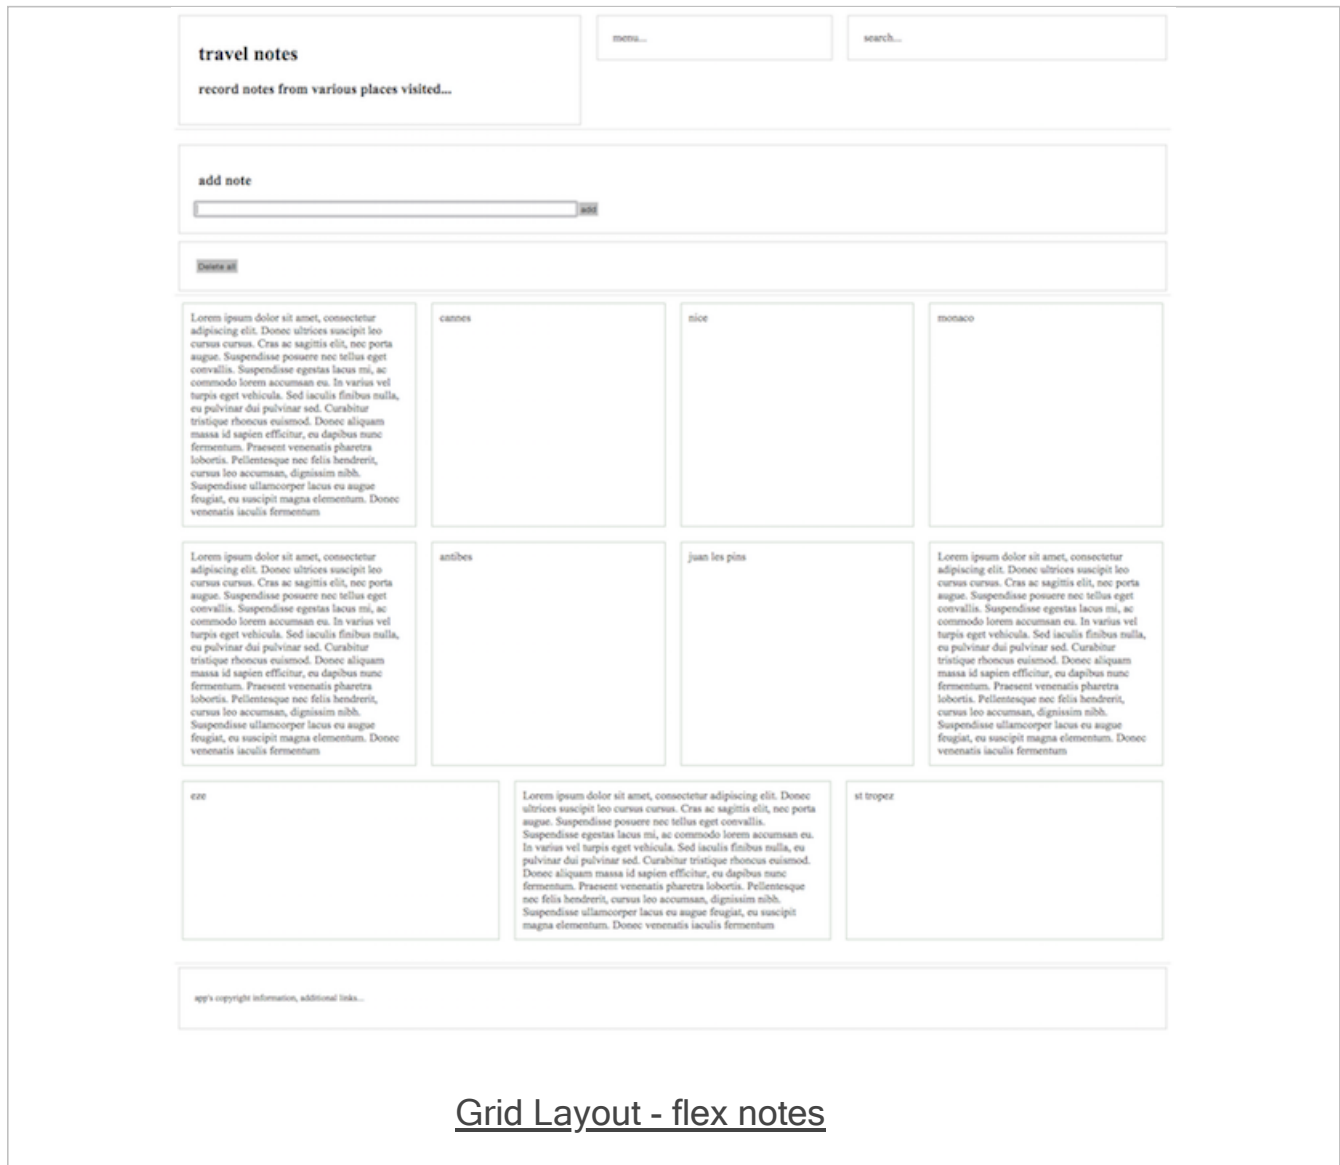 travel notes
record notes from various places visited...
menu...
search...
add note
add
Delete all
Lorem ipsum dolor sit amet, consectetur
adipiscing elit. Donec ultrices suscipit leo
cursus cursus. Cras ac sagittis elit, nec porta
augue. Suspendisse posuere nec tellus eget
convallis. Suspendisse egestas lacus mi, ac
commodo lorem accumsan eu. In varius vel
turpis eget vehicula. Sed iaculis finibus nulla,
eu pulvinar dui pulvinar sed. Curabitur
tristique rhoncus euismod. Donec aliquam
massa id sapien efficitur, eu dapibus nunc
fermentum. Praesent venenatis pharetra
lobortis. Pellentesque nec felis hendrerit,
cursus leo accumsan, dignissim nibh.
Suspendisse ullamcorper lacus eu augue
feugiat, eu suscipit magna elementum. Donec
venenatis iaculis fermentum
cannes
nice
monaco
Lorem ipsum dolor sit amet, consectetur
adipiscing elit. Donec ultrices suscipit leo
cursus cursus. Cras ac sagittis elit, nec porta
augue. Suspendisse posuere nec tellus eget
convallis. Suspendisse egestas lacus mi, ac
commodo lorem accumsan eu. In varius vel
turpis eget vehicula. Sed iaculis finibus nulla,
eu pulvinar dui pulvinar sed. Curabitur
tristique rhoncus euismod. Donec aliquam
massa id sapien efficitur, eu dapibus nunc
fermentum. Praesent venenatis pharetra
lobortis. Pellentesque nec felis hendrerit,
cursus leo accumsan, dignissim nibh.
Suspendisse ullamcorper lacus eu augue
feugiat, eu suscipit magna elementum. Donec
venenatis iaculis fermentum
antibes
juan les pins
Lorem ipsum dolor sit amet, consectetur
adipiscing elit. Donec ultrices suscipit leo
cursus cursus. Cras ac sagittis elit, nec porta
augue. Suspendisse posuere nec tellus eget
convallis. Suspendisse egestas lacus mi, ac
commodo lorem accumsan eu. In varius vel
turpis eget vehicula. Sed iaculis finibus nulla,
eu pulvinar dui pulvinar sed. Curabitur
tristique rhoncus euismod. Donec aliquam
massa id sapien efficitur, eu dapibus nunc
fermentum. Praesent venenatis pharetra
lobortis. Pellentesque nec felis hendrerit,
cursus leo accumsan, dignissim nibh.
Suspendisse ullamcorper lacus eu augue
feugiat, eu suscipit magna elementum. Donec
venenatis iaculis fermentum
eze
Lorem ipsum dolor sit amet, consectetur adipiscing elit. Donec
ultrices suscipit leo cursus cursus. Cras ac sagittis elit, nec porta
augue. Suspendisse posuere nec tellus eget convallis.
Suspendisse egestas lacus mi, ac commodo lorem accumsan eu.
In varius vel turpis eget vehicula. Sed iaculis finibus nulla, eu
pulvinar dui pulvinar sed. Curabitur tristique rhoncus euismod.
Donec aliquam massa id sapien efficitur, eu dapibus nunc
fermentum. Praesent venenatis pharetra lobortis. Pellentesque
nec felis hendrerit, cursus leo accumsan, dignissim nibh.
Suspendisse ullamcorper lacus eu augue feugiat, eu suscipit
magna elementum. Donec venenatis iaculis fermentum
st tropez
app's copyright information, additional links...
Grid Layout - flex notes